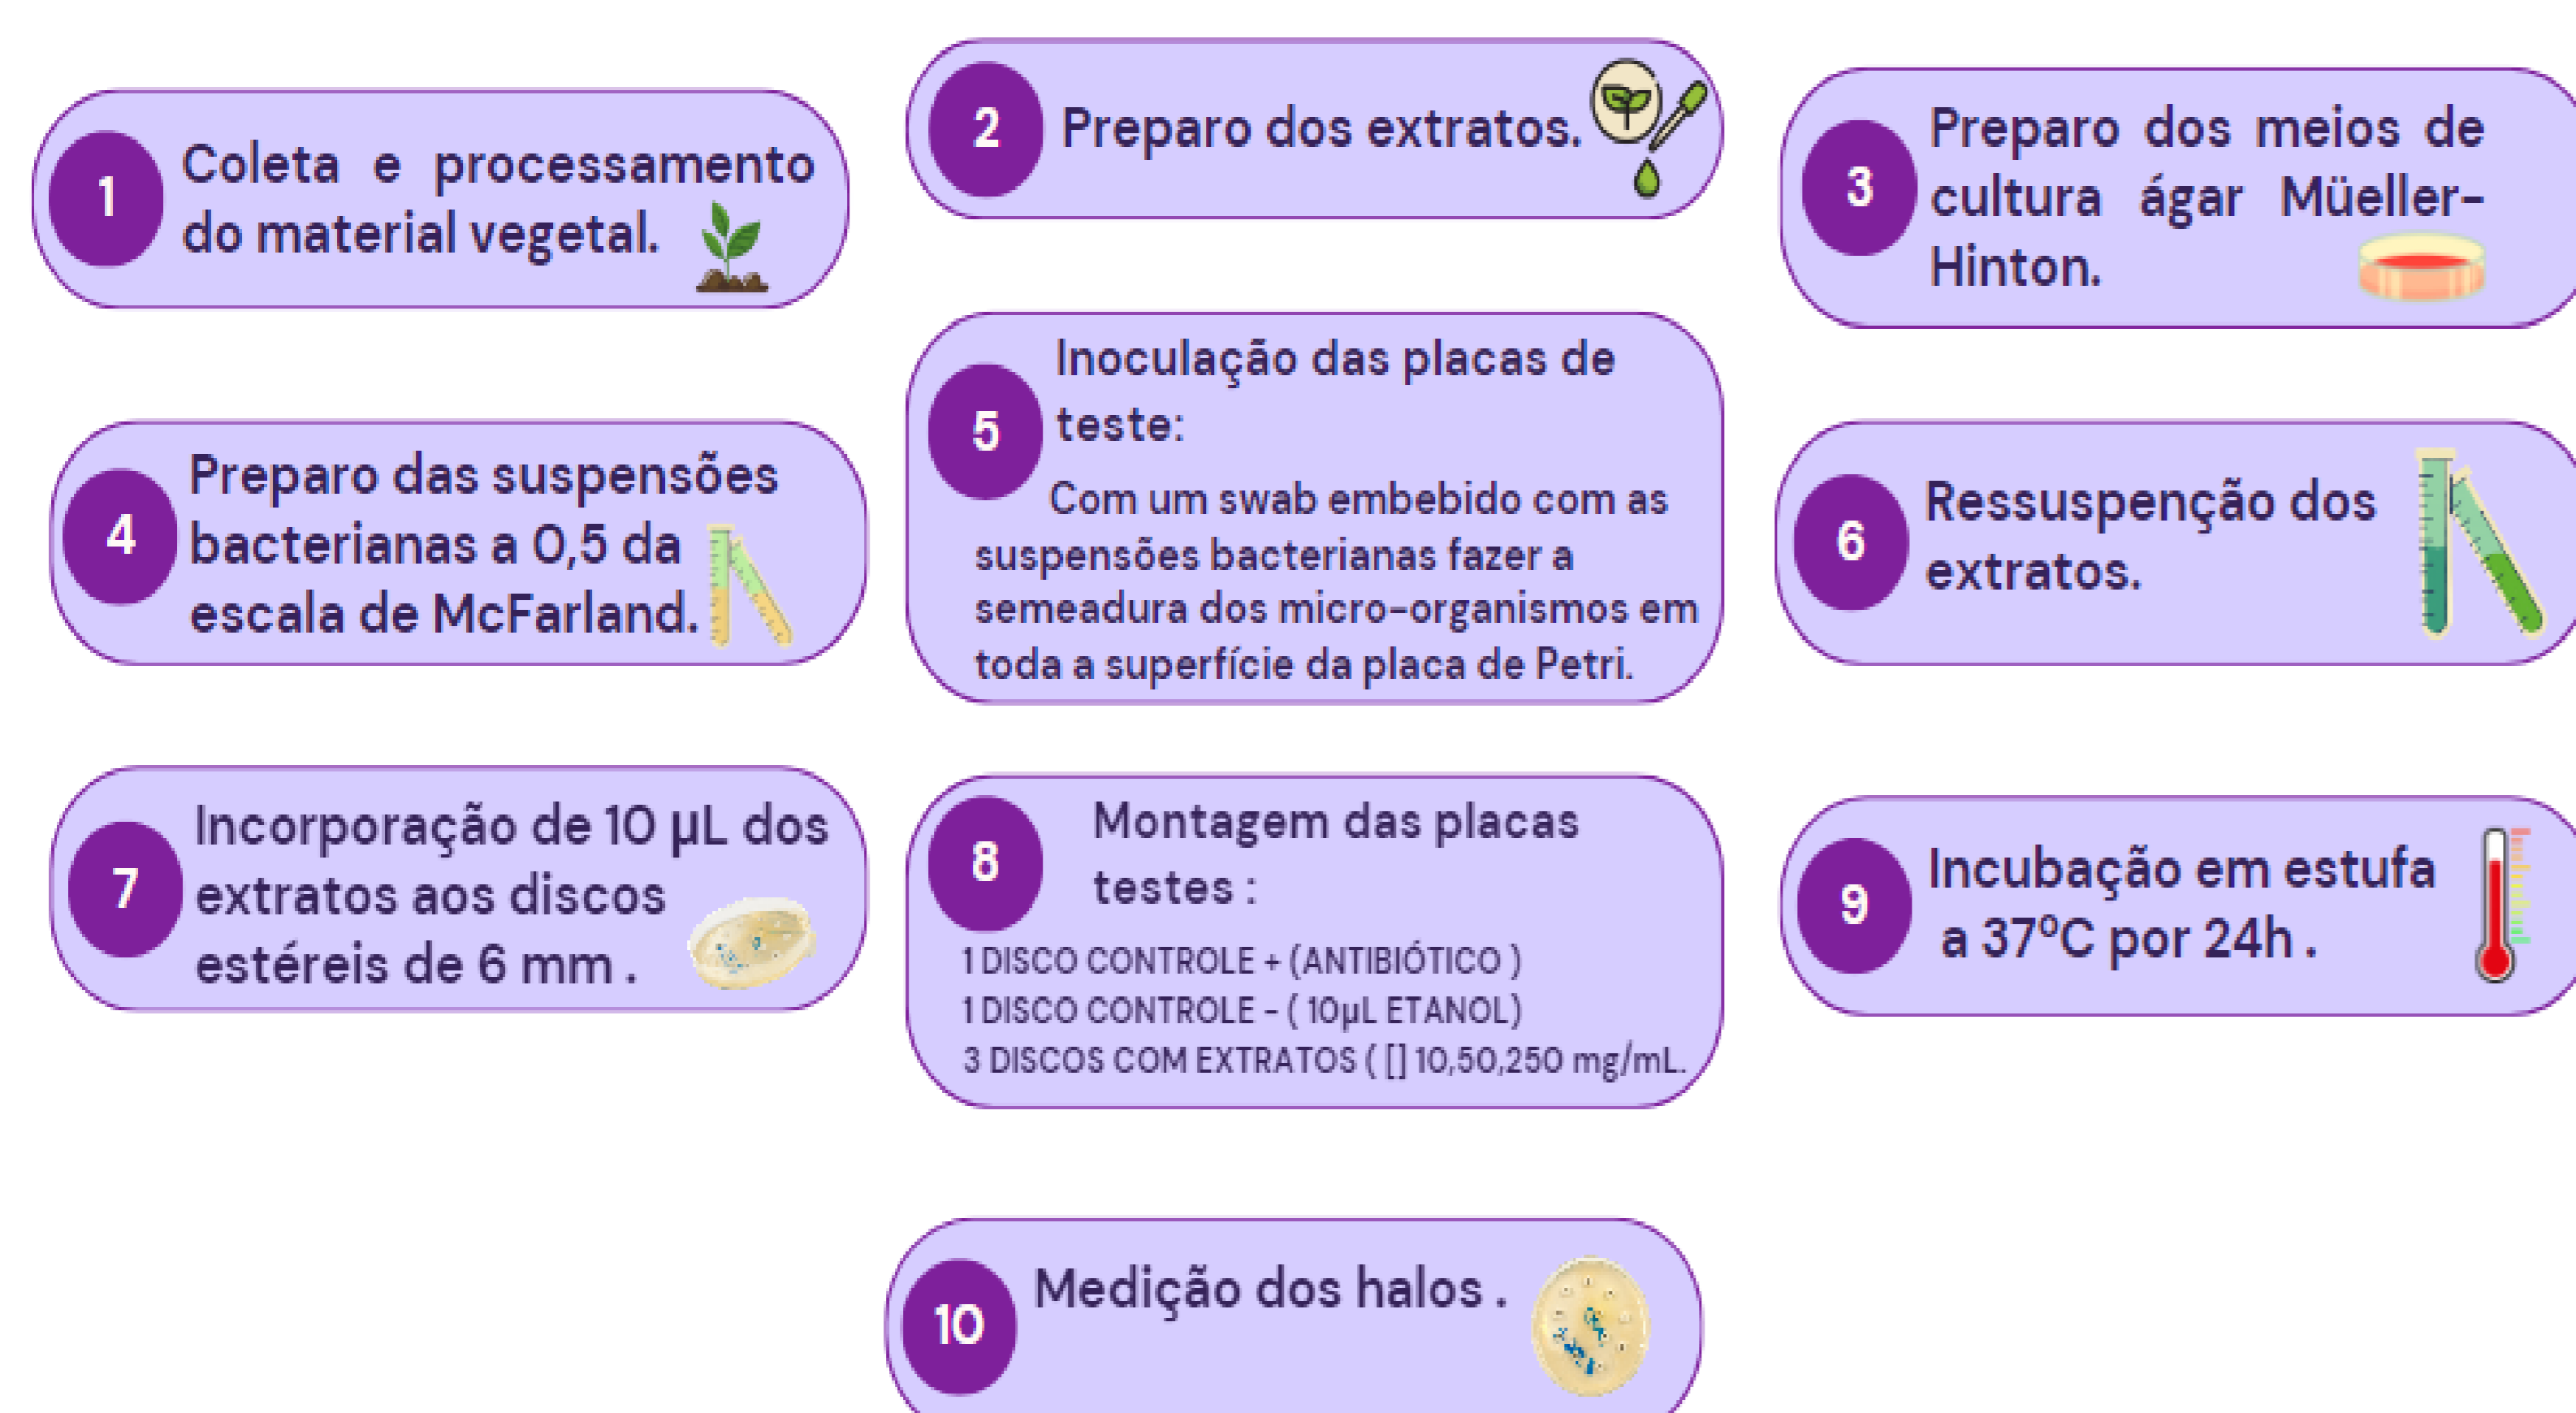 1
Coleta e processamento
do material vegetal.
2
Preparo dos extratos.
3
Preparo dos meios de
cultura ágar Müeller-
Hinton.
4
Preparo das suspensões
bacterianas a 0,5 da
escala de McFarland.
5
Inoculação das placas de
teste:
Com um swab embebido com as
suspensões bacterianas fazer a
semeadura dos micro-organismos em
toda a superfície da placa de Petri.
6
Ressuspenção dos
extratos.
7
Incorporação de 10 µL dos
extratos aos discos
estéreis de 6 mm .
8
Montagem das placas
testes :
1 DISCO CONTROLE + (ANTIBIÓTICO )
1 DISCO CONTROLE - ( 10µL ETANOL)
3 DISCOS COM EXTRATOS ( [] 10,50,250 mg/mL.
9
Incubação em estufa
a 37ºC por 24h .
10
Medição dos halos .